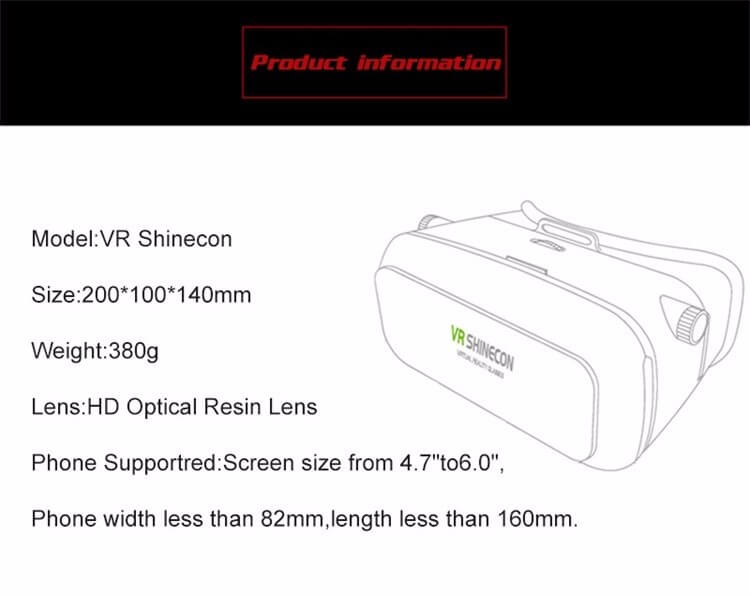 Product information
Model:VR Shinecon
Size:200*100*140mm
Weight:380g
Lens:HD Optical Resin Lens
Phone Supportred:Screen size from 4.7"to6.0",
Phone width less than 82mm,length less than 160mm.
VR SHINECON
VIRTUAL REALITY GLASSES